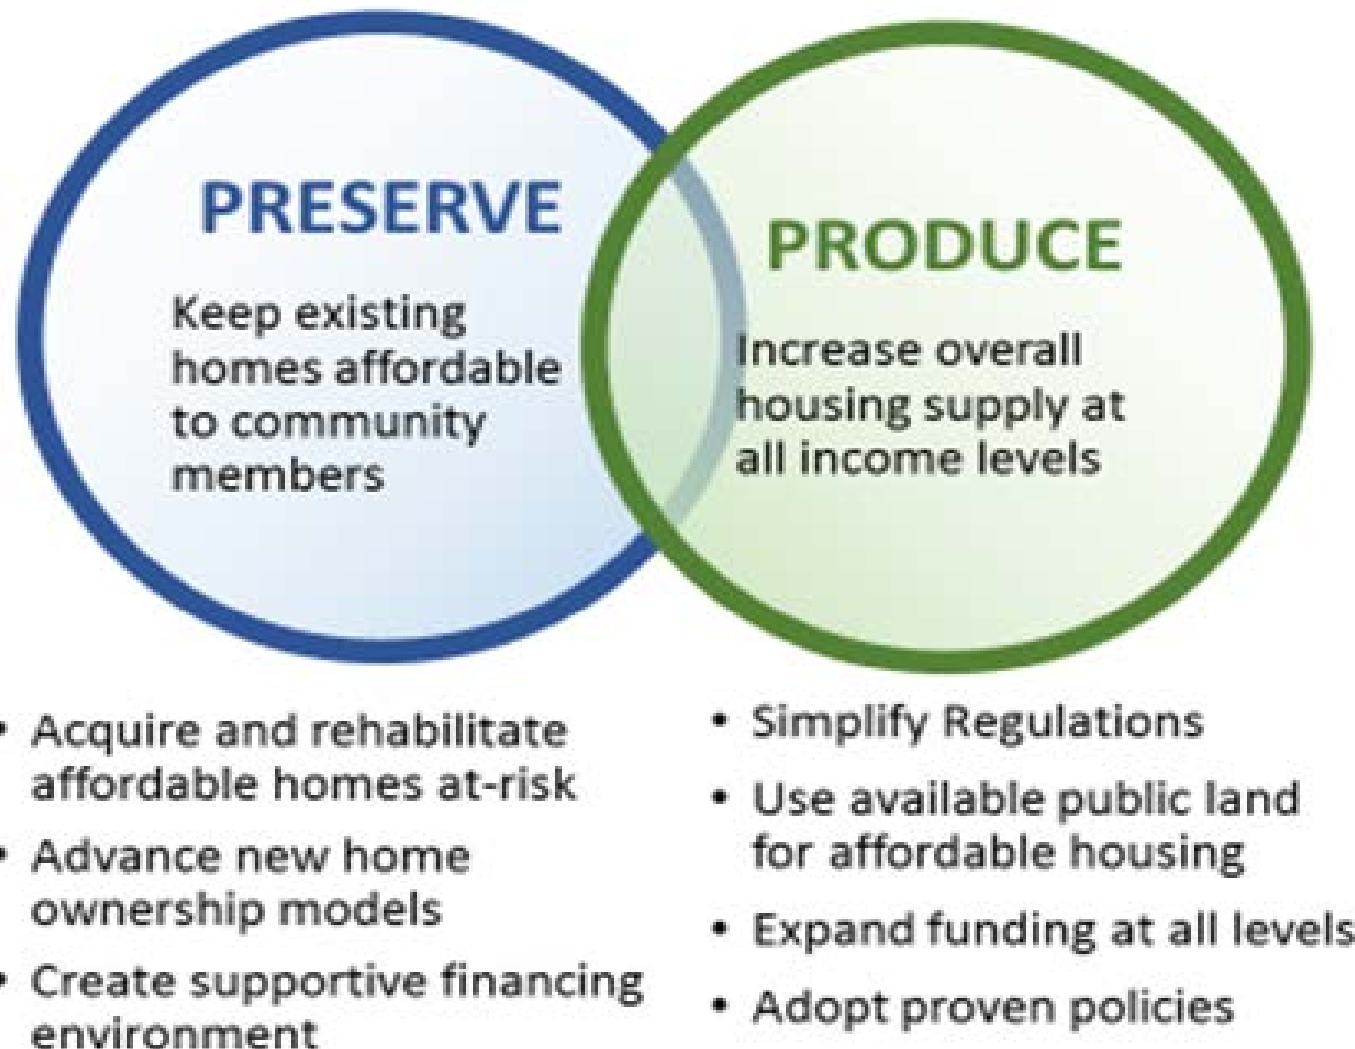 PRESERVE
Keep existing
homes affordable
to community
members
PRODUCE
Increase overall
housing supply at
all income levels
• Acquire and rehabilitate
affordable homes at-risk
• Advance new home
ownership models
• Create supportive financing
environment
• Simplify Regulations
• Use available public land
for affordable housing
• Expand funding at all levels
• Adopt proven policies